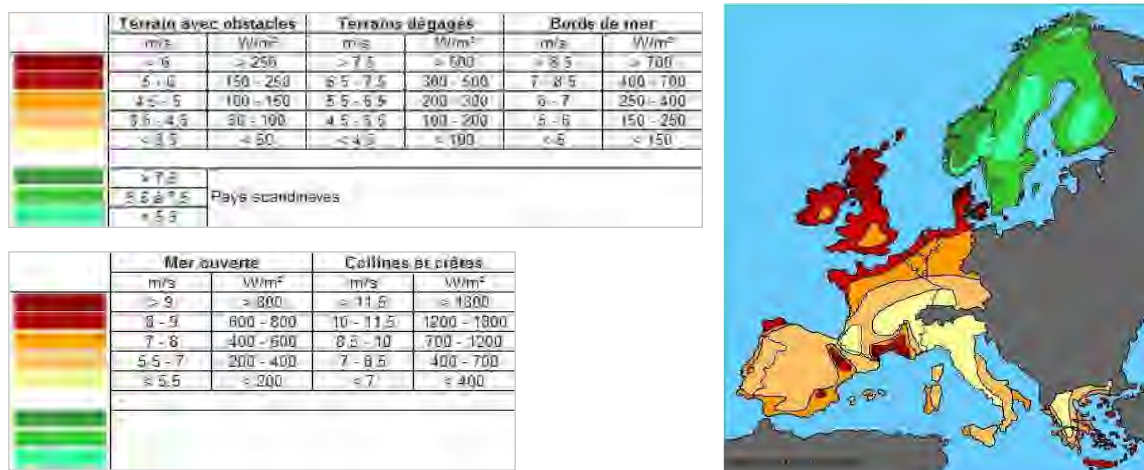 Terrain avec obstacles Terrains dégagés Bords de mer
m/s W/m² m/s W/m² m/s W/m²
> 6 > 250 > 7.5 > 500 > 8.5 > 700
5 - 6 150 - 250 6.5 - 7.5 300 - 500 7 - 8.5 400 - 700
4.5 - 5 100 - 150 5.5 - 6.5 200 - 300 6 - 7 250 - 400
3.5 - 4.5 50 - 100 4.5 - 5.5 100 - 200 5 - 6 150 - 250
< 3.5 < 50 < 4.5 < 100 < 5 < 150
> 7.5
5.5 à 7.5 Pays scandinaves
< 5.5
Mer ouverte Collines et crêtes
m/s W/m² m/s W/m²
> 9 > 800 > 11.5 > 1800
8 - 9 600 - 800 10 - 11.5 1200 - 1800
7 - 8 400 - 600 8.5 - 10 700 - 1200
5.5 - 7 200 - 400 7 - 8.5 400 - 700
< 5.5 < 200 < 7 < 400